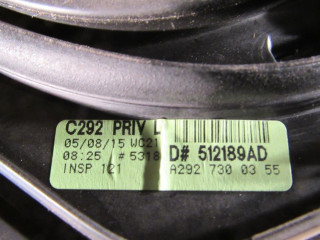 C292 PRIV L
05/08/15 WC21
08:25 # 5318 D# 512189AD
INSP 121 A292 730 03 55